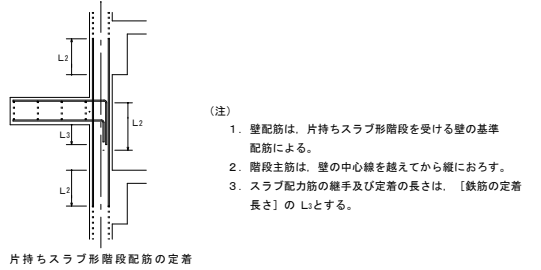 L2
L2
L3
L2
(注)
1. 壁配筋は, 片持ちスラブ形階段を受ける壁の基準
配筋による。
2. 階段主筋は, 壁の中心線を越えてから縦におろす。
3. スラブ配力筋の継手及び定着の長さは, [鉄筋の定着
長さ] の L3とする。
片持ちスラブ形階段配筋の定着